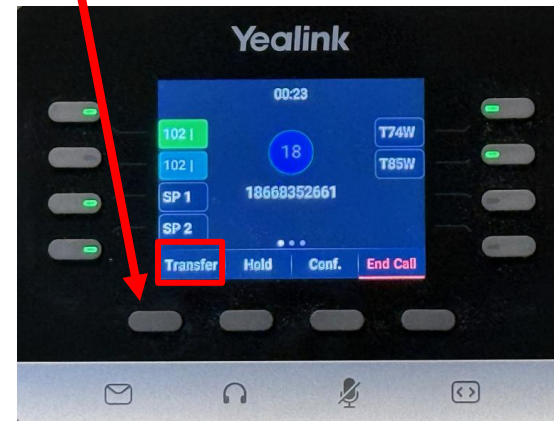 Yealink
00:23
102 | T74W
18
102 | T85W
SP 1 18668352661
SP 2
Transfer Hold Conf. End Call